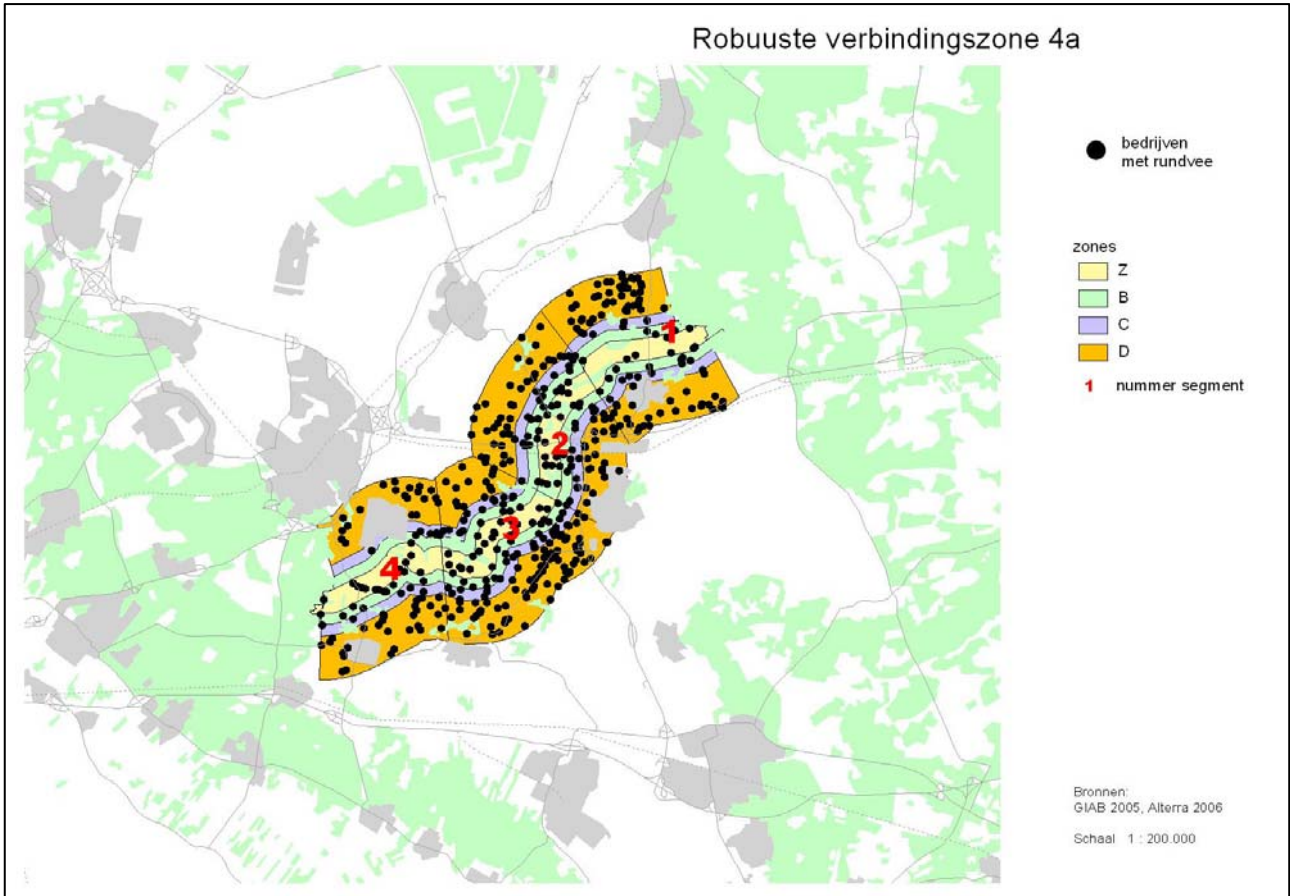 Robuuste verbindingszone 4a
bedrijven
met rundvee
zones
Z
B
C
D
1 nummer segment
1
2
3
4
Bronnen:
GIAB 2005, Alterra 2006
Schaal 1 : 200.000